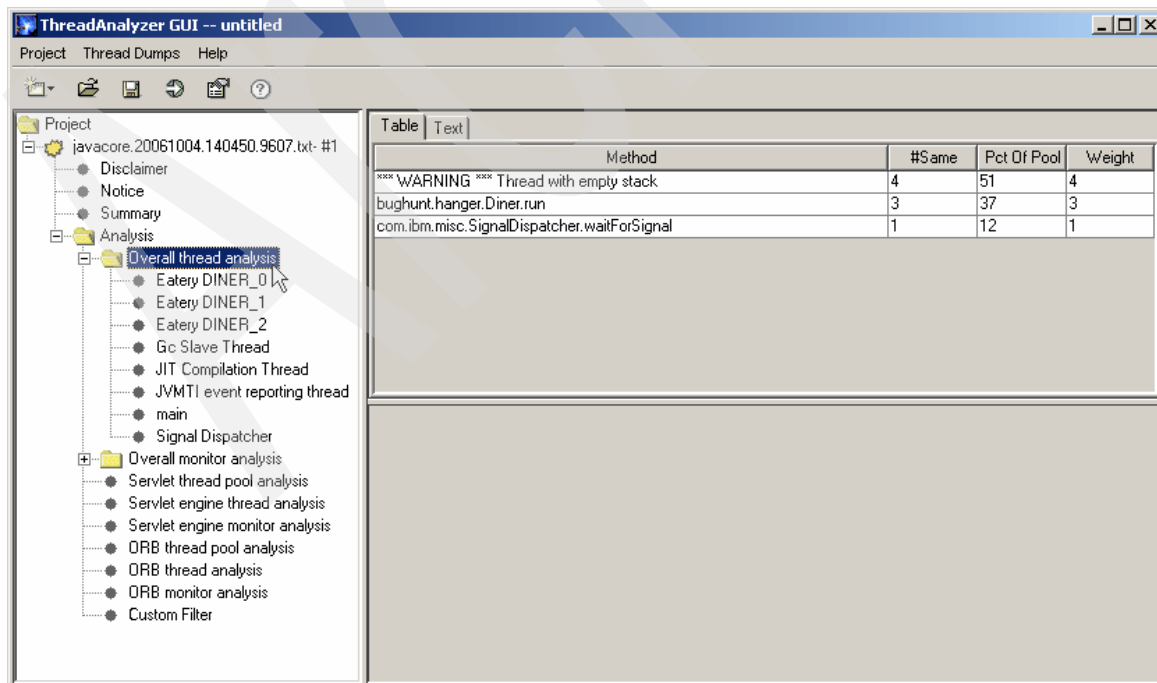 ThreadAnalyzer GUI -- untitled
Project Thread Dumps Help
Project
javacore.20061004.140450.9607.txt- #1
Disclaimer
Notice
Summary
Analysis
Overall thread analysis
Eatery DINER_0
Eatery DINER_1
Eatery DINER_2
Gc Slave Thread
JIT Compilation Thread
JVMTI event reporting thread
main
Signal Dispatcher
Overall monitor analysis
Servlet thread pool analysis
Servlet engine thread analysis
Servlet engine monitor analysis
ORB thread pool analysis
ORB thread analysis
ORB monitor analysis
Custom Filter
Table Text
Method #Same Pct Of Pool Weight
*** WARNING *** Thread with empty stack 4 51 4
bughunt.hanger.Diner.run 3 37 3
com.ibm.misc.SignalDispatcher.waitForSignal 1 12 1